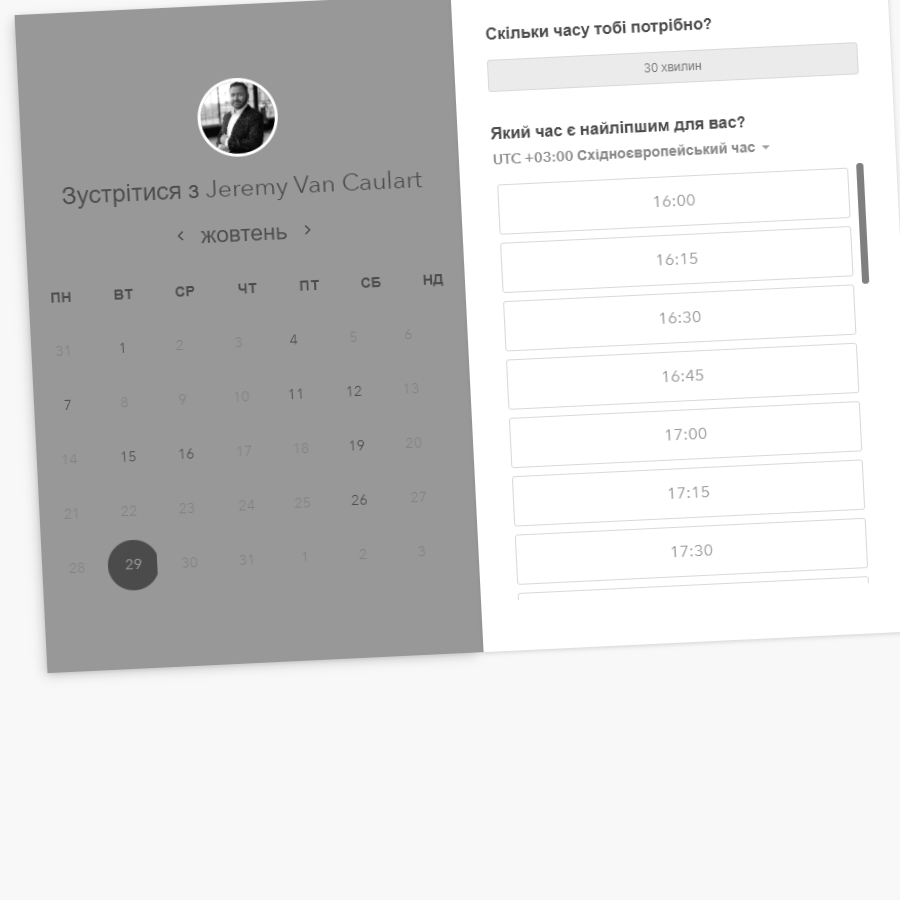 Зустрітися з Jeremy Van Caulart
жовтень
ПН ВТ СР ЧТ ПТ СБ НД
31 1 2 3 4 5 6
7 8 9 10 11 12 13
14 15 16 17 18 19 20
21 22 23 24 25 26 27
28 29 30 31 1 2 3
Скільки часу тобі потрібно?
30 хвилин
Який час є найліпшим для вас?
UTC +03:00 Східноєвропейський час
16:00
16:15
16:30
16:45
17:00
17:15
17:30